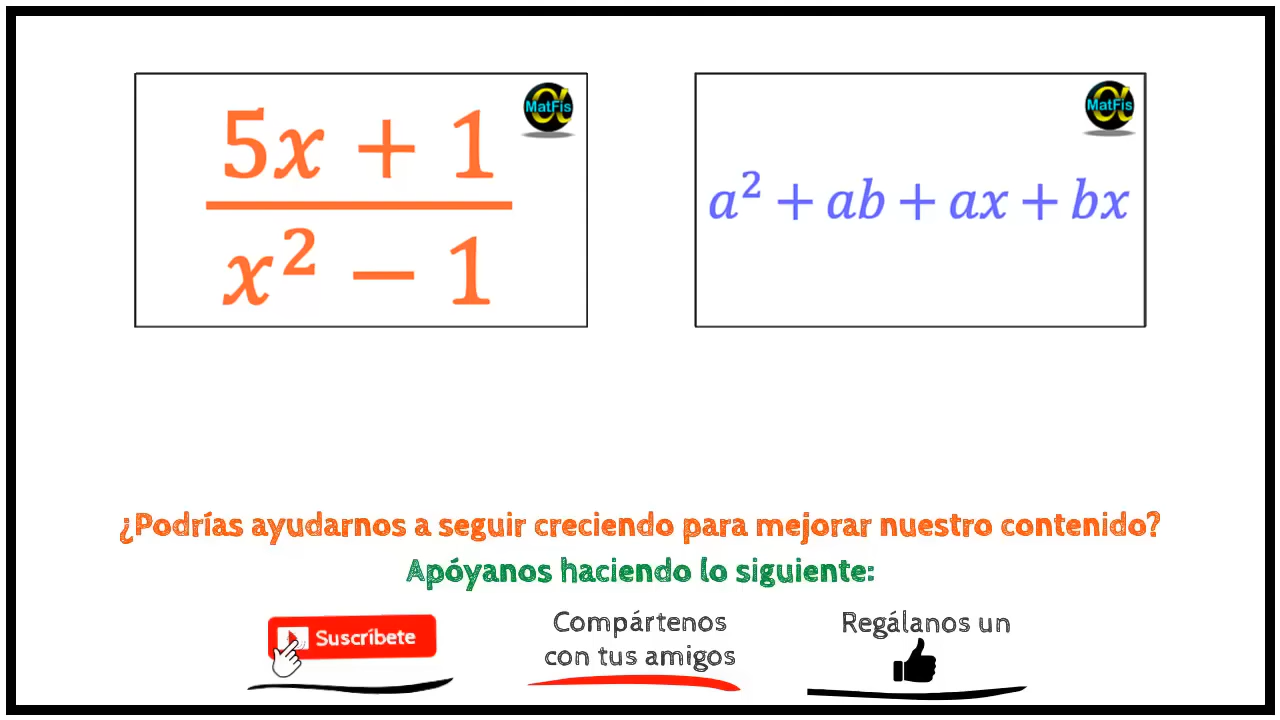 MatFis
5x + 1
x² − 1
MatFis
a² + ab + ax + bx
¿Podrías ayudarnos a seguir creciendo para mejorar nuestro contenido?
Apóyanos haciendo lo siguiente:
Suscríbete
Compártenos
con tus amigos
Regálanos un